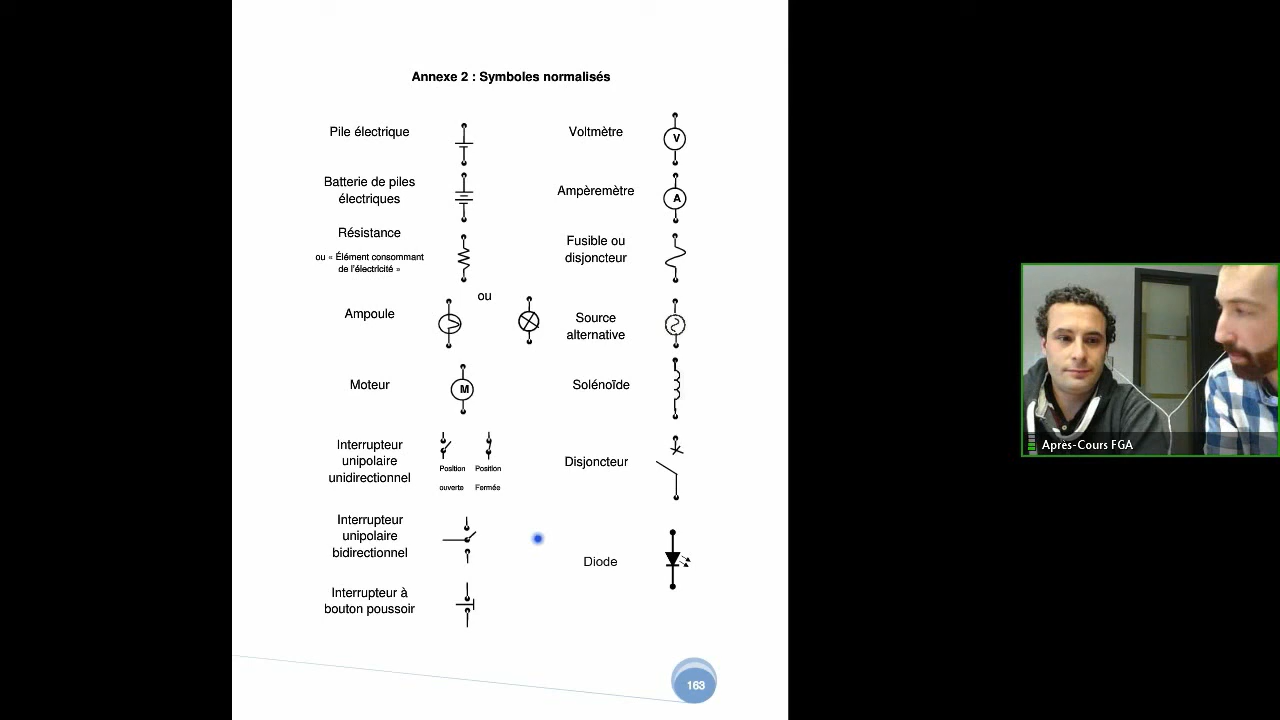 Annexe 2 : Symboles normalisés
Pile électrique
Batterie de piles
électriques
Résistance
ou « Élément consommant
de l'électricité »
ou
Ampoule
Moteur
M
Interrupteur
unipolaire
unidirectionnel
Position
ouverte
Position
Fermée
Interrupteur
unipolaire
bidirectionnel
Interrupteur à
bouton poussoir
Voltmètre
V
Ampèremètre
A
Fusible ou
disjoncteur
Source
alternative
Solénoïde
Disjoncteur
Diode
163
Après-Cours FGA